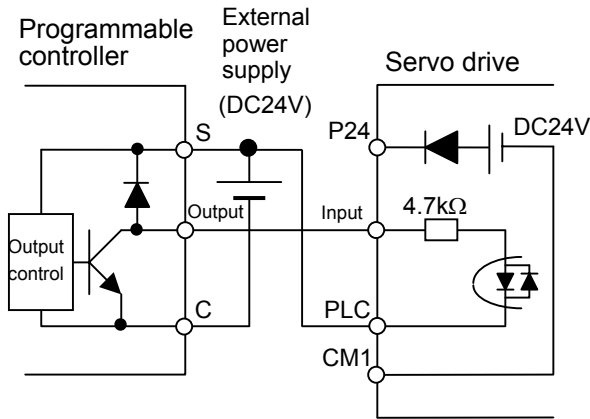 Programmable
controller
External
power
supply
(DC24V)
Servo drive
S
P24
DC24V
Output
Input
4.7kΩ
Output
control
C
PLC
CM1